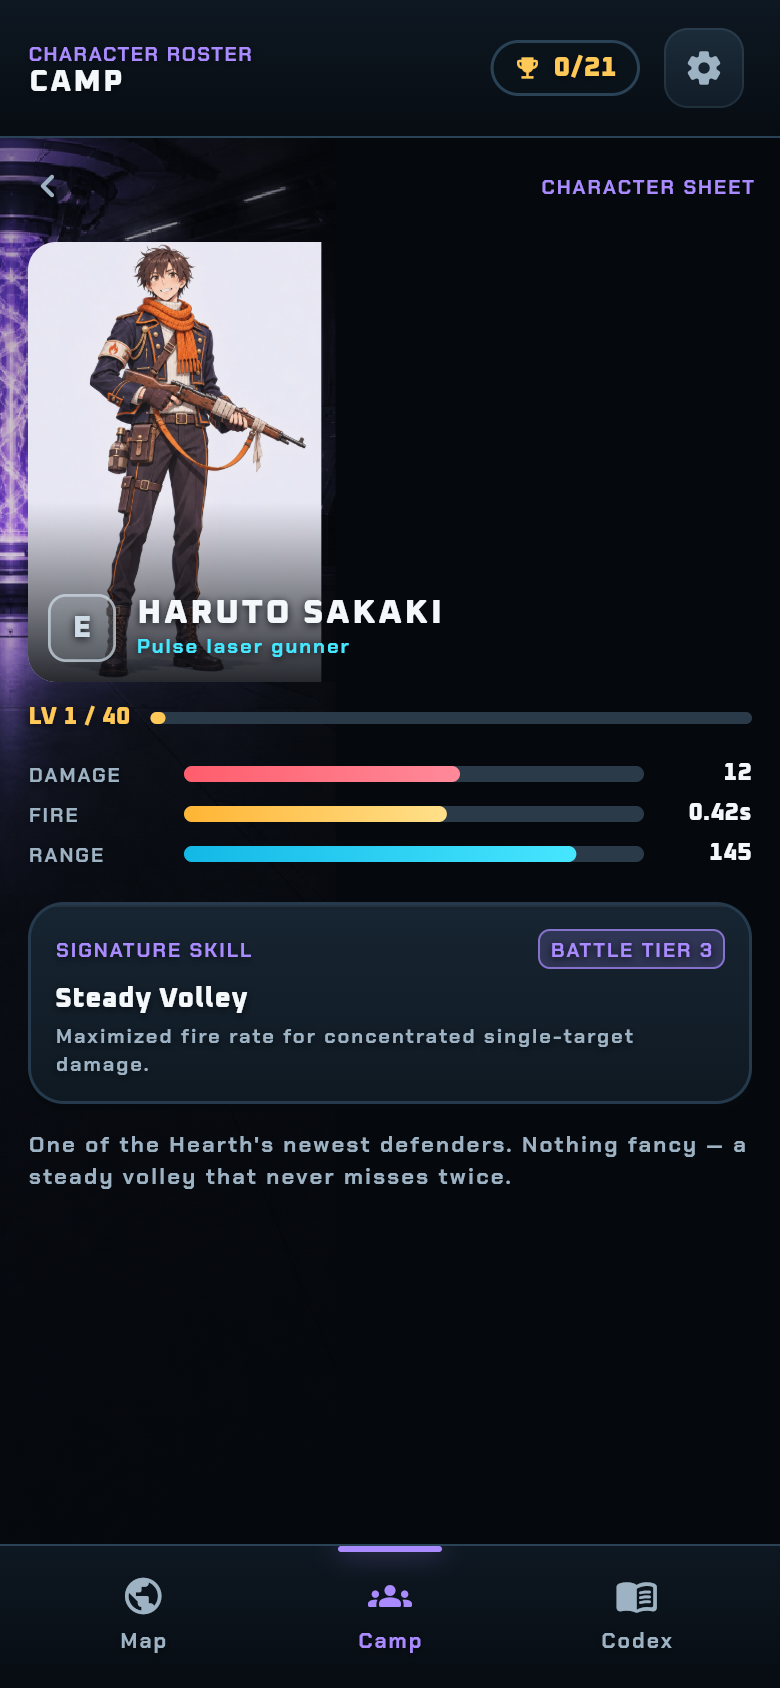 CHARACTER ROSTER
CAMP
0/21
CHARACTER SHEET
E
HARUTO SAKAKI
Pulse laser gunner
LV 1 / 40
DAMAGE 12
FIRE 0.42s
RANGE 145
SIGNATURE SKILL
BATTLE TIER 3
Steady Volley
Maximized fire rate for concentrated single-target
damage.
One of the Hearth's newest defenders. Nothing fancy — a
steady volley that never misses twice.
Map
Camp
Codex